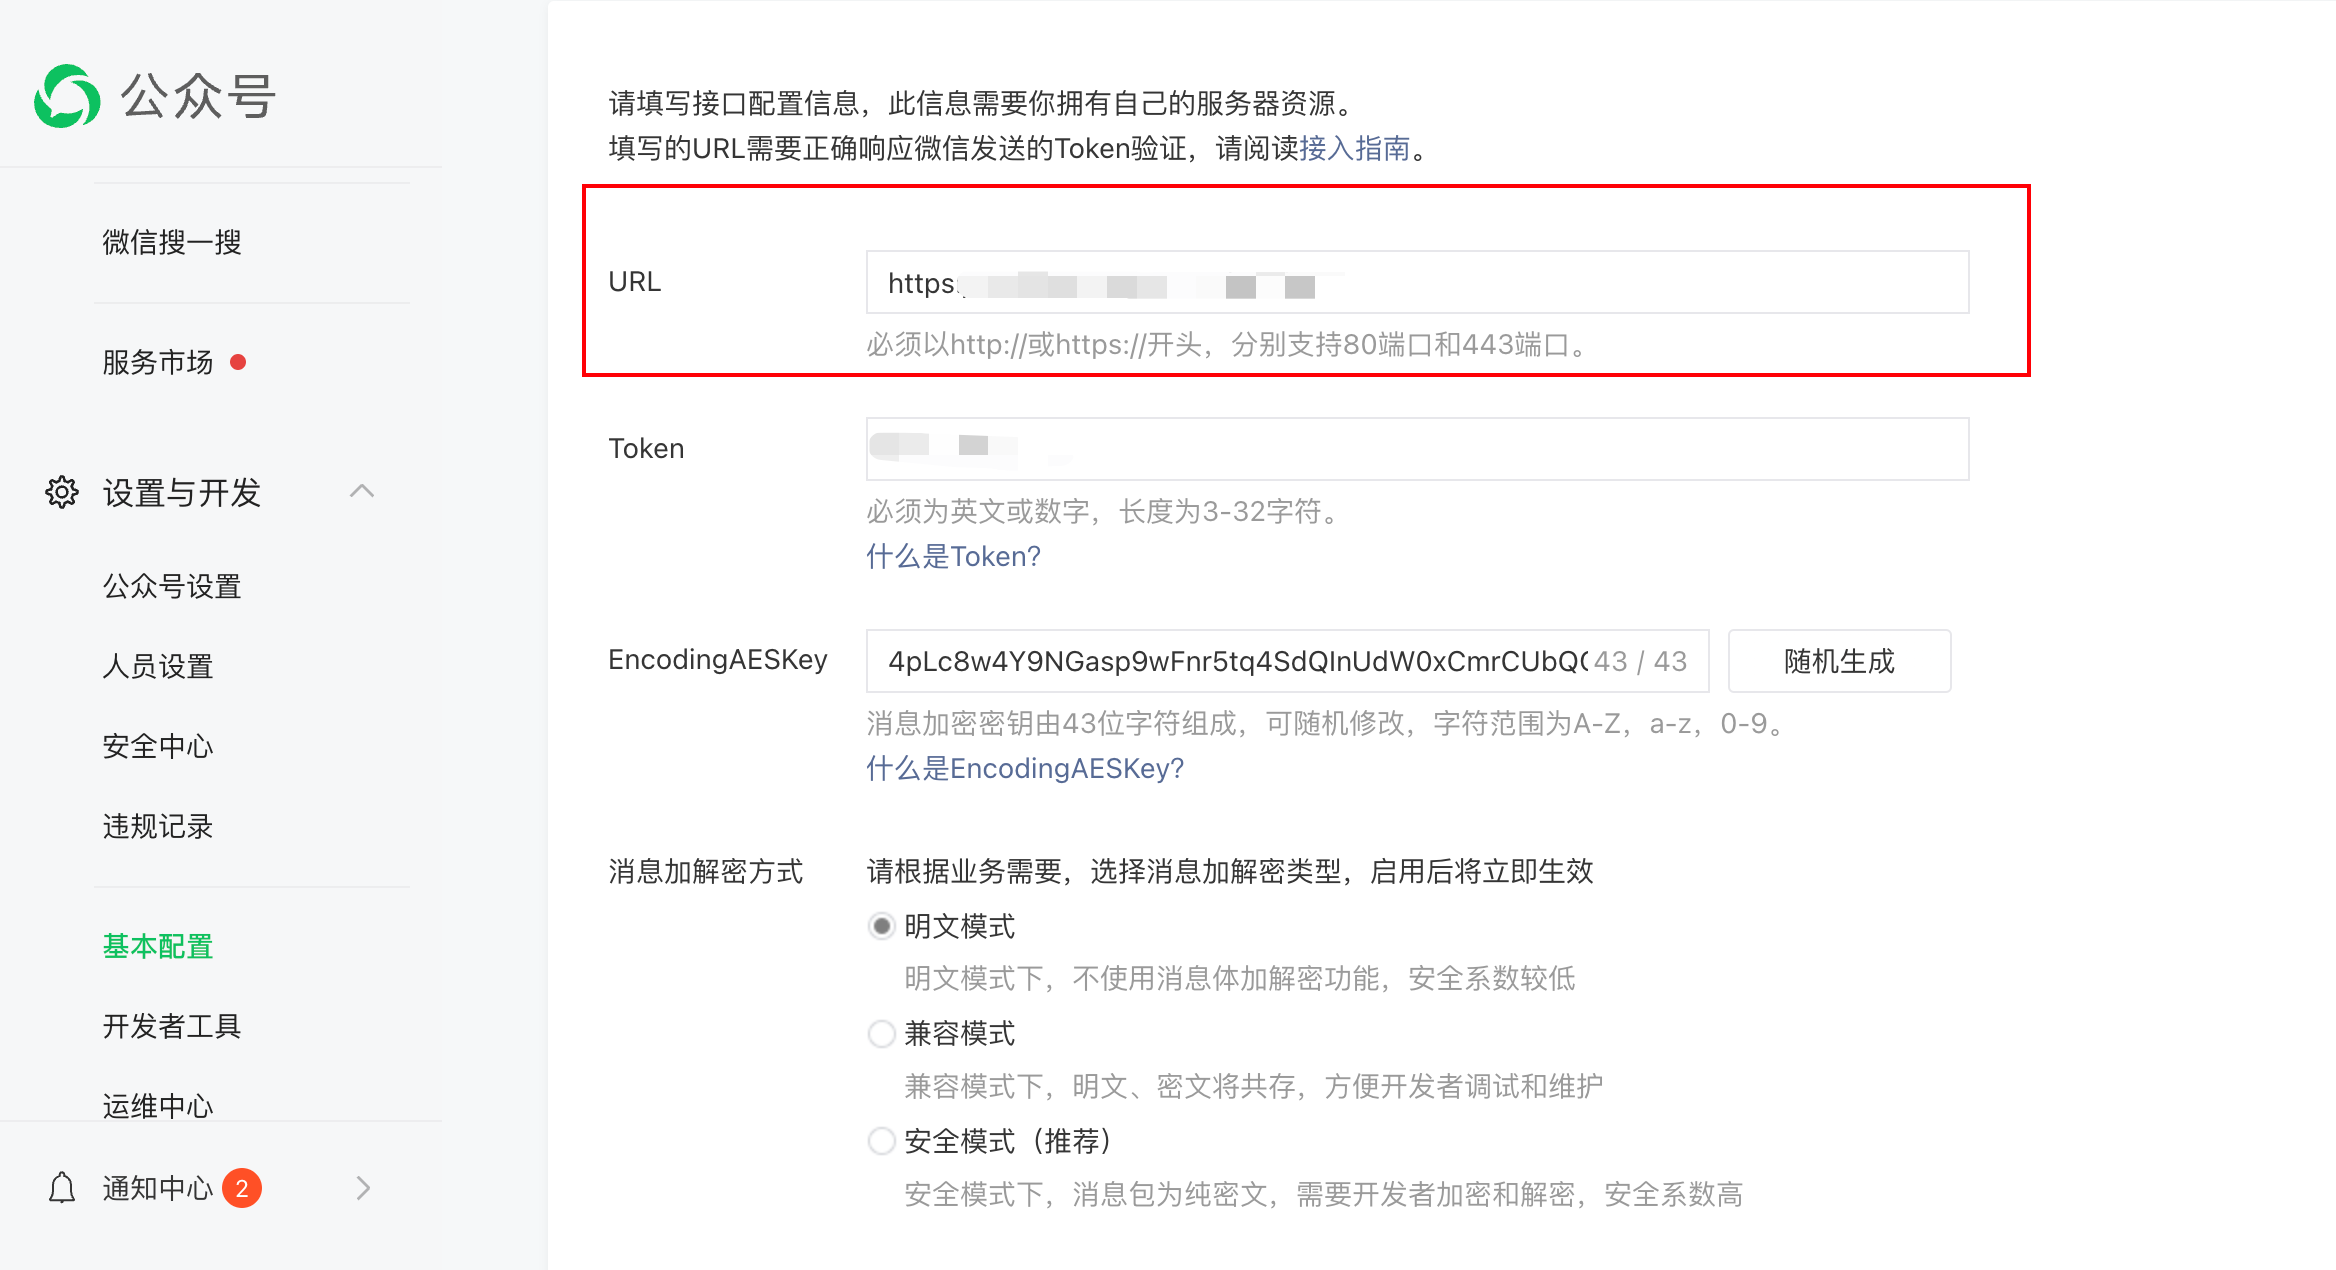 公众号
微信搜一搜
服务市场
设置与开发
公众号设置
人员设置
安全中心
违规记录
基本配置
开发者工具
运维中心
通知中心 2
请填写接口配置信息，此信息需要你拥有自己的服务器资源。
填写的URL需要正确响应微信发送的Token验证，请阅读接入指南。
URL
https:
必须以http://或https://开头，分别支持80端口和443端口。
Token
必须为英文或数字，长度为3-32字符。
什么是Token?
EncodingAESKey
4pLc8w4Y9NGasp9wFnr5tq4SdQInUdW0xCmrCUbQ 43 / 43
随机生成
消息加密密钥由43位字符组成，可随机修改，字符范围为A-Z，a-z，0-9。
什么是EncodingAESKey?
消息加解密方式
请根据业务需要，选择消息加解密类型，启用后将立即生效
明文模式
明文模式下，不使用消息体加解密功能，安全系数较低
兼容模式
兼容模式下，明文、密文将共存，方便开发者调试和维护
安全模式（推荐）
安全模式下，消息包为纯密文，需要开发者加密和解密，安全系数高